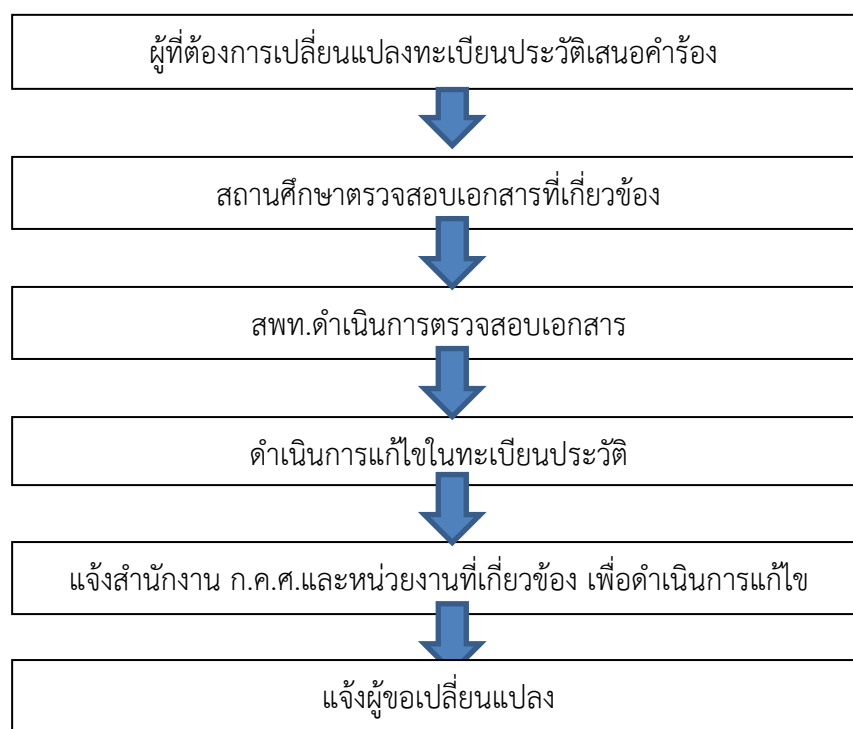 ผู้ที่ต้องการเปลี่ยนแปลงทะเบียนประวัติเสนอคำร้อง
สถานศึกษาตรวจสอบเอกสารที่เกี่ยวข้อง
สพท.ดำเนินการตรวจสอบเอกสาร
ดำเนินการแก้ไขในทะเบียนประวัติ
แจ้งสำนักงาน ก.ค.ศ.และหน่วยงานที่เกี่ยวข้อง เพื่อดำเนินการแก้ไข
แจ้งผู้ขอเปลี่ยนแปลง